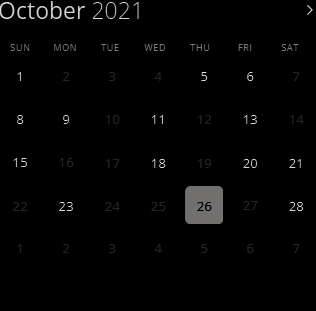 October 2021
SUN MON TUE WED THU FRI SAT
1 2 3 4 5 6 7
8 9 10 11 12 13 14
15 16 17 18 19 20 21
22 23 24 25 26 27 28
1 2 3 4 5 6 7